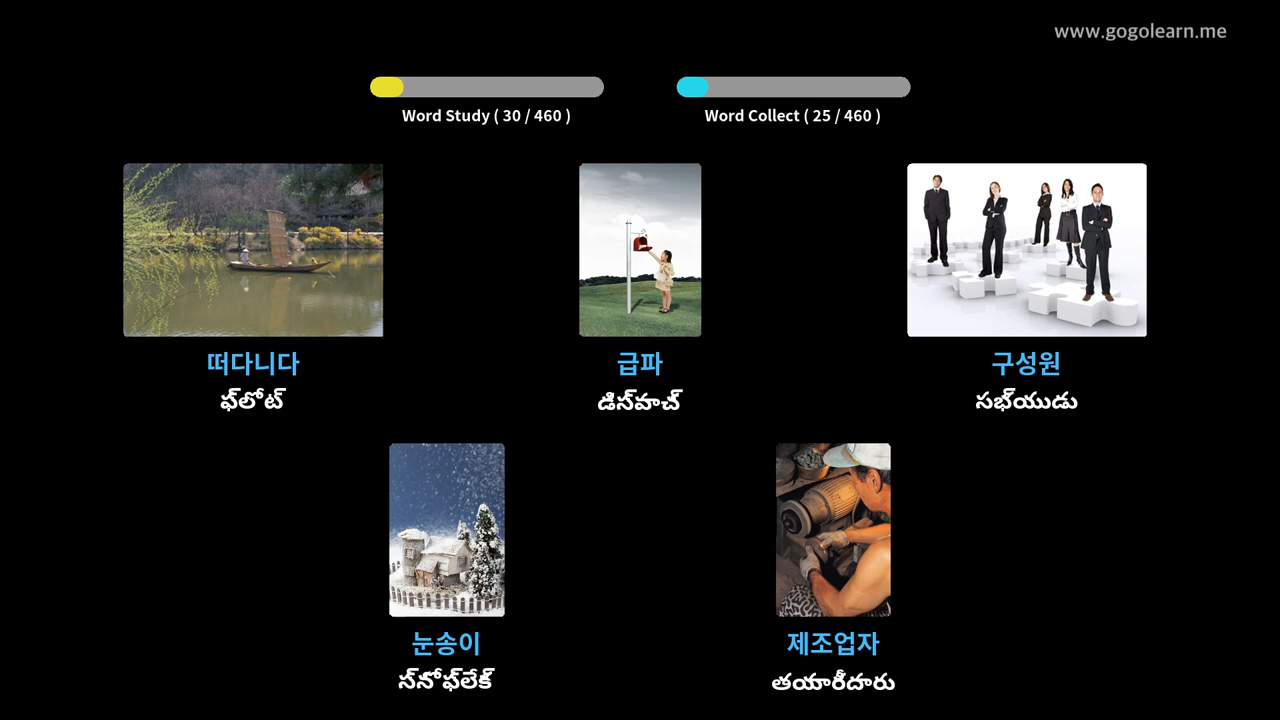 www.gogolearn.me
Word Study ( 30 / 460 )
Word Collect ( 25 / 460 )
떠다니다
ఫ్లోట్
급파
డిస్పాచ్
구성원
సభ్యుడు
눈송이
స్నోఫ్లేక్
제조업자
తయారీదారు